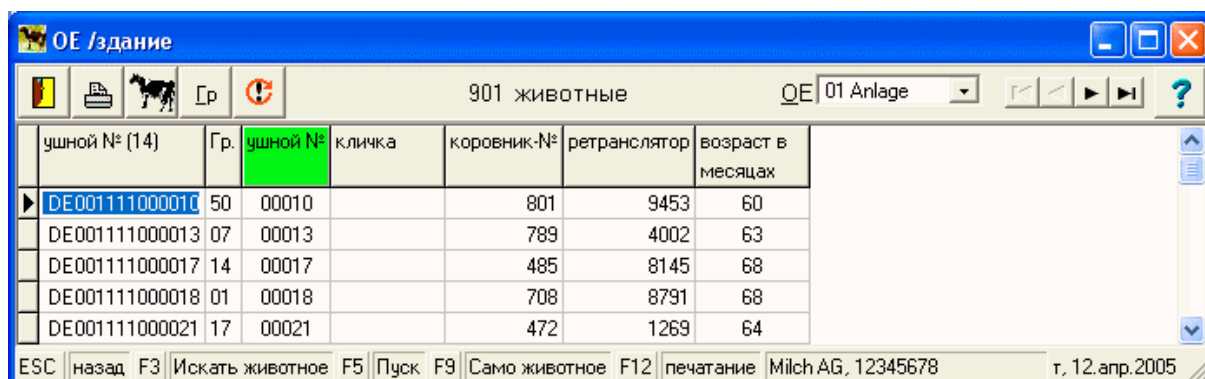 ОЕ /здание
Гр 901 животные ОЕ 01 Anlage
ушной № (14) Гр. ушной № кличка коровник-№ ретранслятор возраст в месяцах
DE001111000010 50 00010 801 9453 60
DE001111000013 07 00013 789 4002 63
DE001111000017 14 00017 485 8145 68
DE001111000018 01 00018 708 8791 68
DE001111000021 17 00021 472 1269 64
ESC назад F3 Искать животное F5 Пуск F9 Само животное F12 печатание Milch AG, 12345678 т, 12.апр.2005